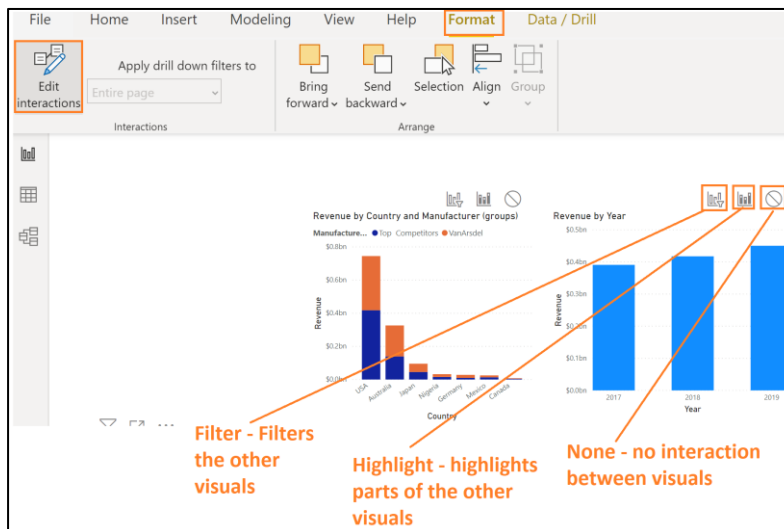 File Home Insert Modeling View Help Format Data / Drill
Edit
interactions
Apply drill down filters to
Entire page
Bring
forward
Send
backward
Selection
Align
Group
Interactions
Arrange
Revenue by Country and Manufacturer (groups)
Manufacture... Top Competitors VanArsdel
$0.8bn
$0.6bn
$0.4bn
$0.2bn
$0.0bn
Revenue
USA
Australia
Japan
Nigeria
Germany
Mexico
Canada
Country
Revenue by Year
$0.5bn
$0.4bn
$0.3bn
$0.2bn
$0.1bn
$0.0bn
Revenue
2017 2018 2019
Year
Filter - Filters
the other
visuals
Highlight - highlights
parts of the other
visuals
None - no interaction
between visuals